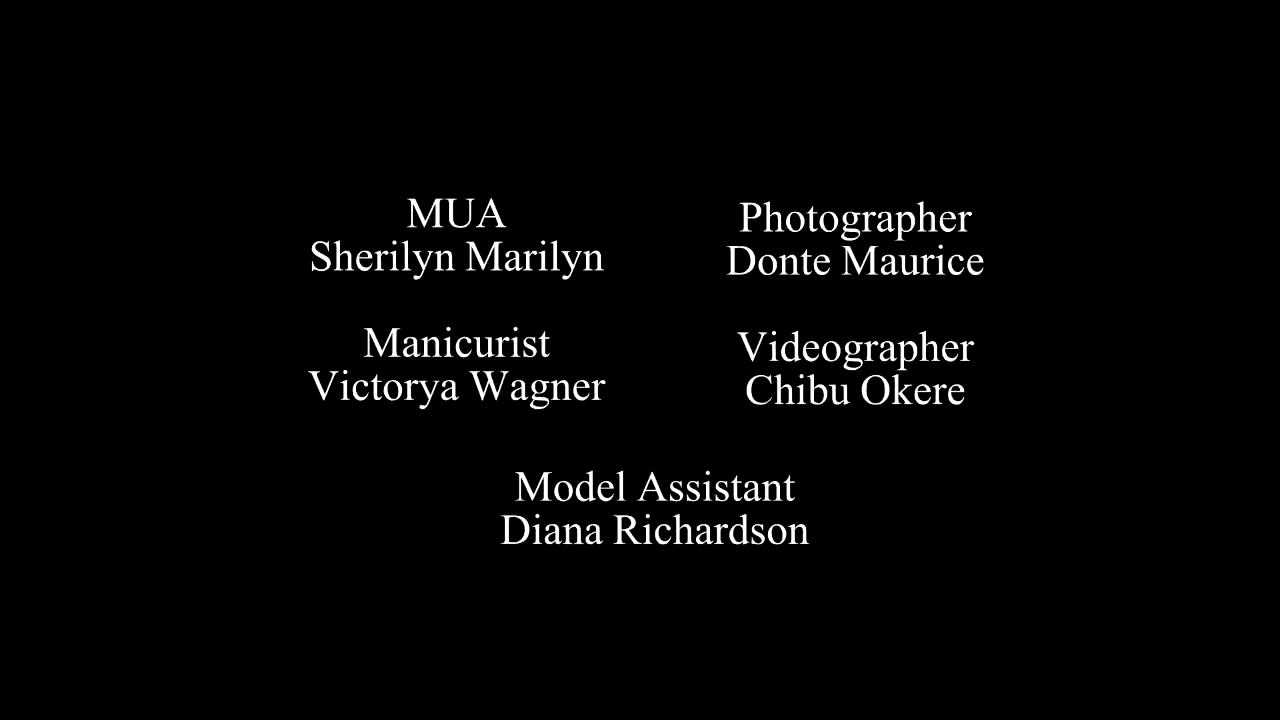 MUA
Sherilyn Marilyn
Photographer
Donte Maurice
Manicurist
Victorya Wagner
Videographer
Chibu Okere
Model Assistant
Diana Richardson